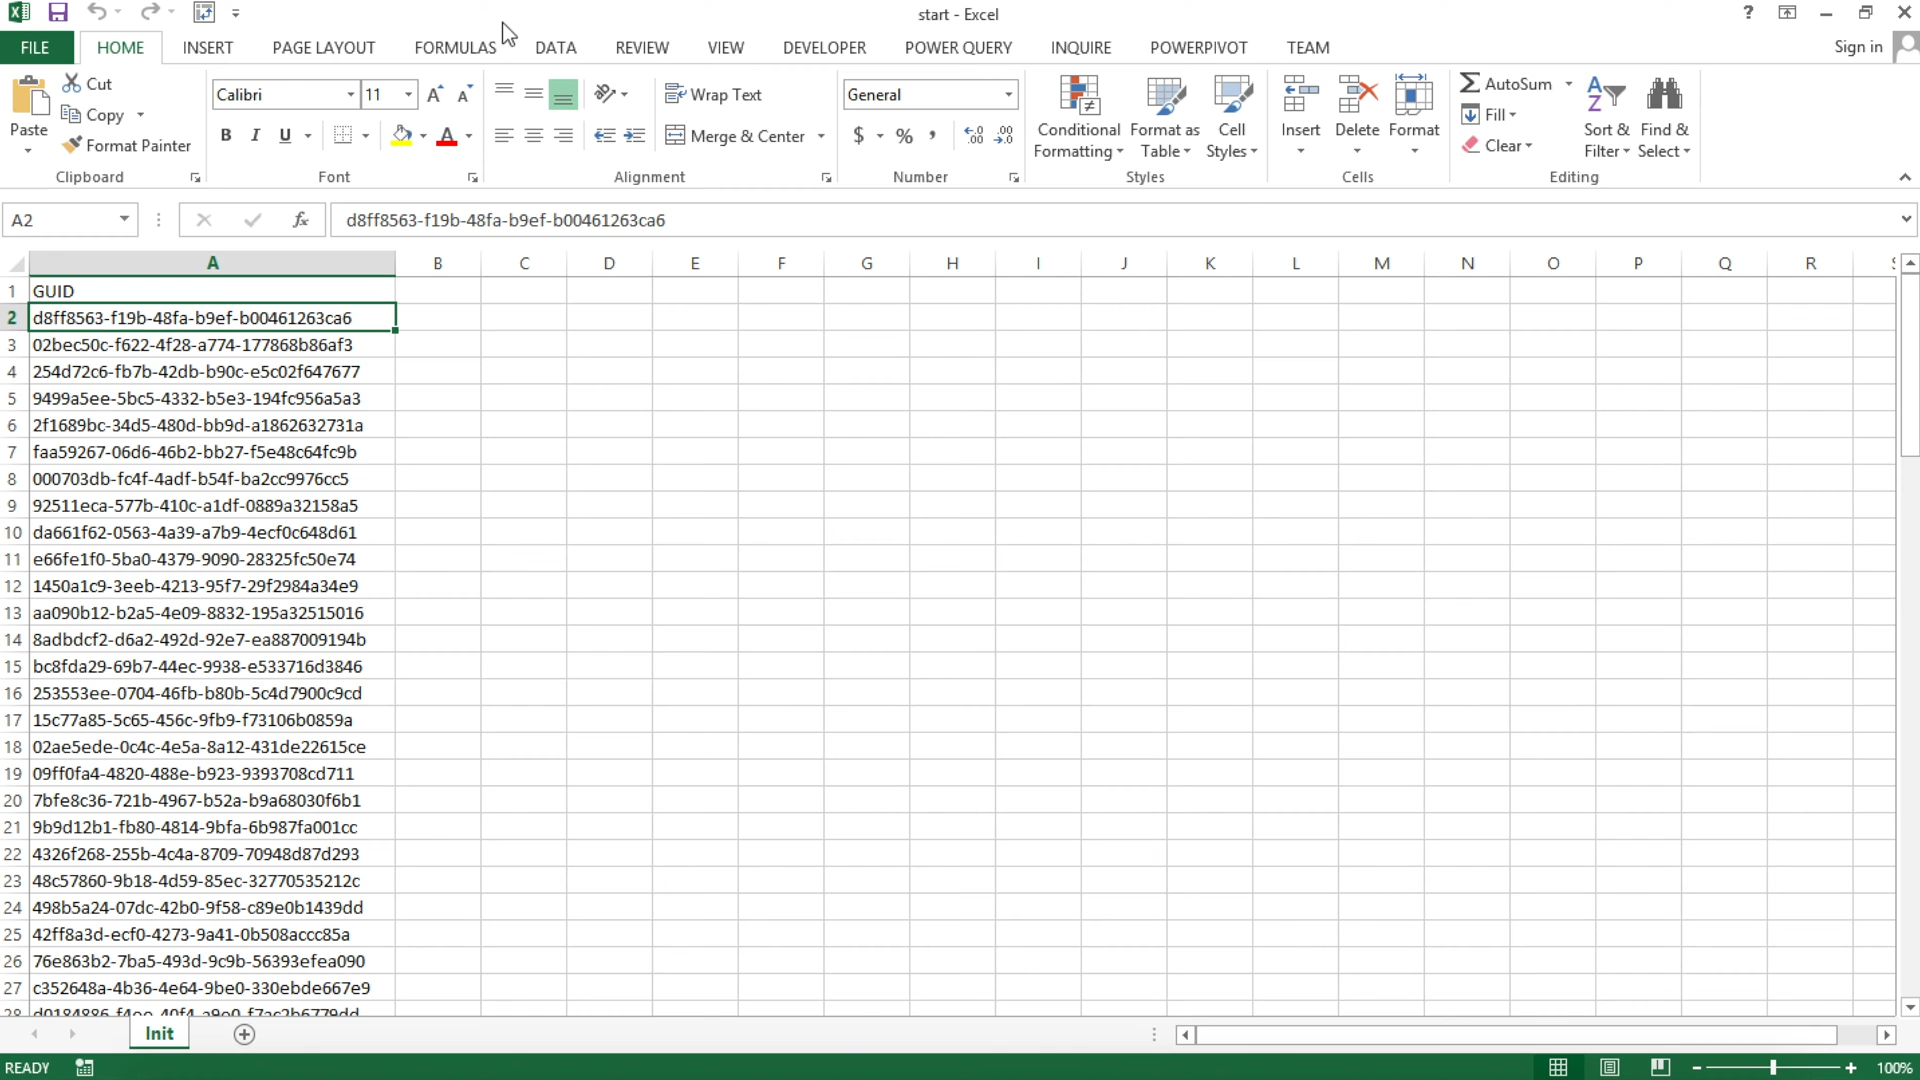 start - Excel
?
FILE HOME INSERT PAGE LAYOUT FORMULAS DATA REVIEW VIEW DEVELOPER POWER QUERY INQUIRE POWERPIVOT TEAM Sign in
Paste
Cut
Copy
Format Painter
Clipboard
Calibri 11
B I U
Font
Wrap Text
Merge & Center
Alignment
General
$ % ,
Number
Conditional Formatting
Format as Table
Cell Styles
Styles
Insert Delete Format
Cells
AutoSum
Fill
Clear
Sort & Filter
Find & Select
Editing
A2 fx d8ff8563-f19b-48fa-b9ef-b00461263ca6
A B C D E F G H I J K L M N O P Q R
1 GUID
2 d8ff8563-f19b-48fa-b9ef-b00461263ca6
3 02bec50c-f622-4f28-a774-177868b86af3
4 254d72c6-fb7b-42db-b90c-e5c02f647677
5 9499a5ee-5bc5-4332-b5e3-194fc956a5a3
6 2f1689bc-34d5-480d-bb9d-a1862632731a
7 faa59267-06d6-46b2-bb27-f5e48c64fc9b
8 000703db-fc4f-4adf-b54f-ba2cc9976cc5
9 92511eca-577b-410c-a1df-0889a32158a5
10 da661f62-0563-4a39-a7b9-4ecf0c648d61
11 e66fe1f0-5ba0-4379-9090-28325fc50e74
12 1450a1c9-3eeb-4213-95f7-29f2984a34e9
13 aa090b12-b2a5-4e09-8832-195a32515016
14 8adbdcf2-d6a2-492d-92e7-ea887009194b
15 bc8fda29-69b7-44ec-9938-e533716d3846
16 253553ee-0704-46fb-b80b-5c4d7900c9cd
17 15c77a85-5c65-456c-9fb9-f73106b0859a
18 02ae5ede-0c4c-4e5a-8a12-431de22615ce
19 09ff0fa4-4820-488e-b923-9393708cd711
20 7bfe8c36-721b-4967-b52a-b9a68030f6b1
21 9b9d12b1-fb80-4814-9bfa-6b987fa001cc
22 4326f268-255b-4c4a-8709-70948d87d293
23 48c57860-9b18-4d59-85ec-32770535212c
24 498b5a24-07dc-42b0-9f58-c89e0b1439dd
25 42ff8a3d-ecf0-4273-9a41-0b508accc85a
26 76e863b2-7ba5-493d-9c9b-56393efea090
27 c352648a-4b36-4e64-9be0-330ebde667e9
28
Init
READY 100%